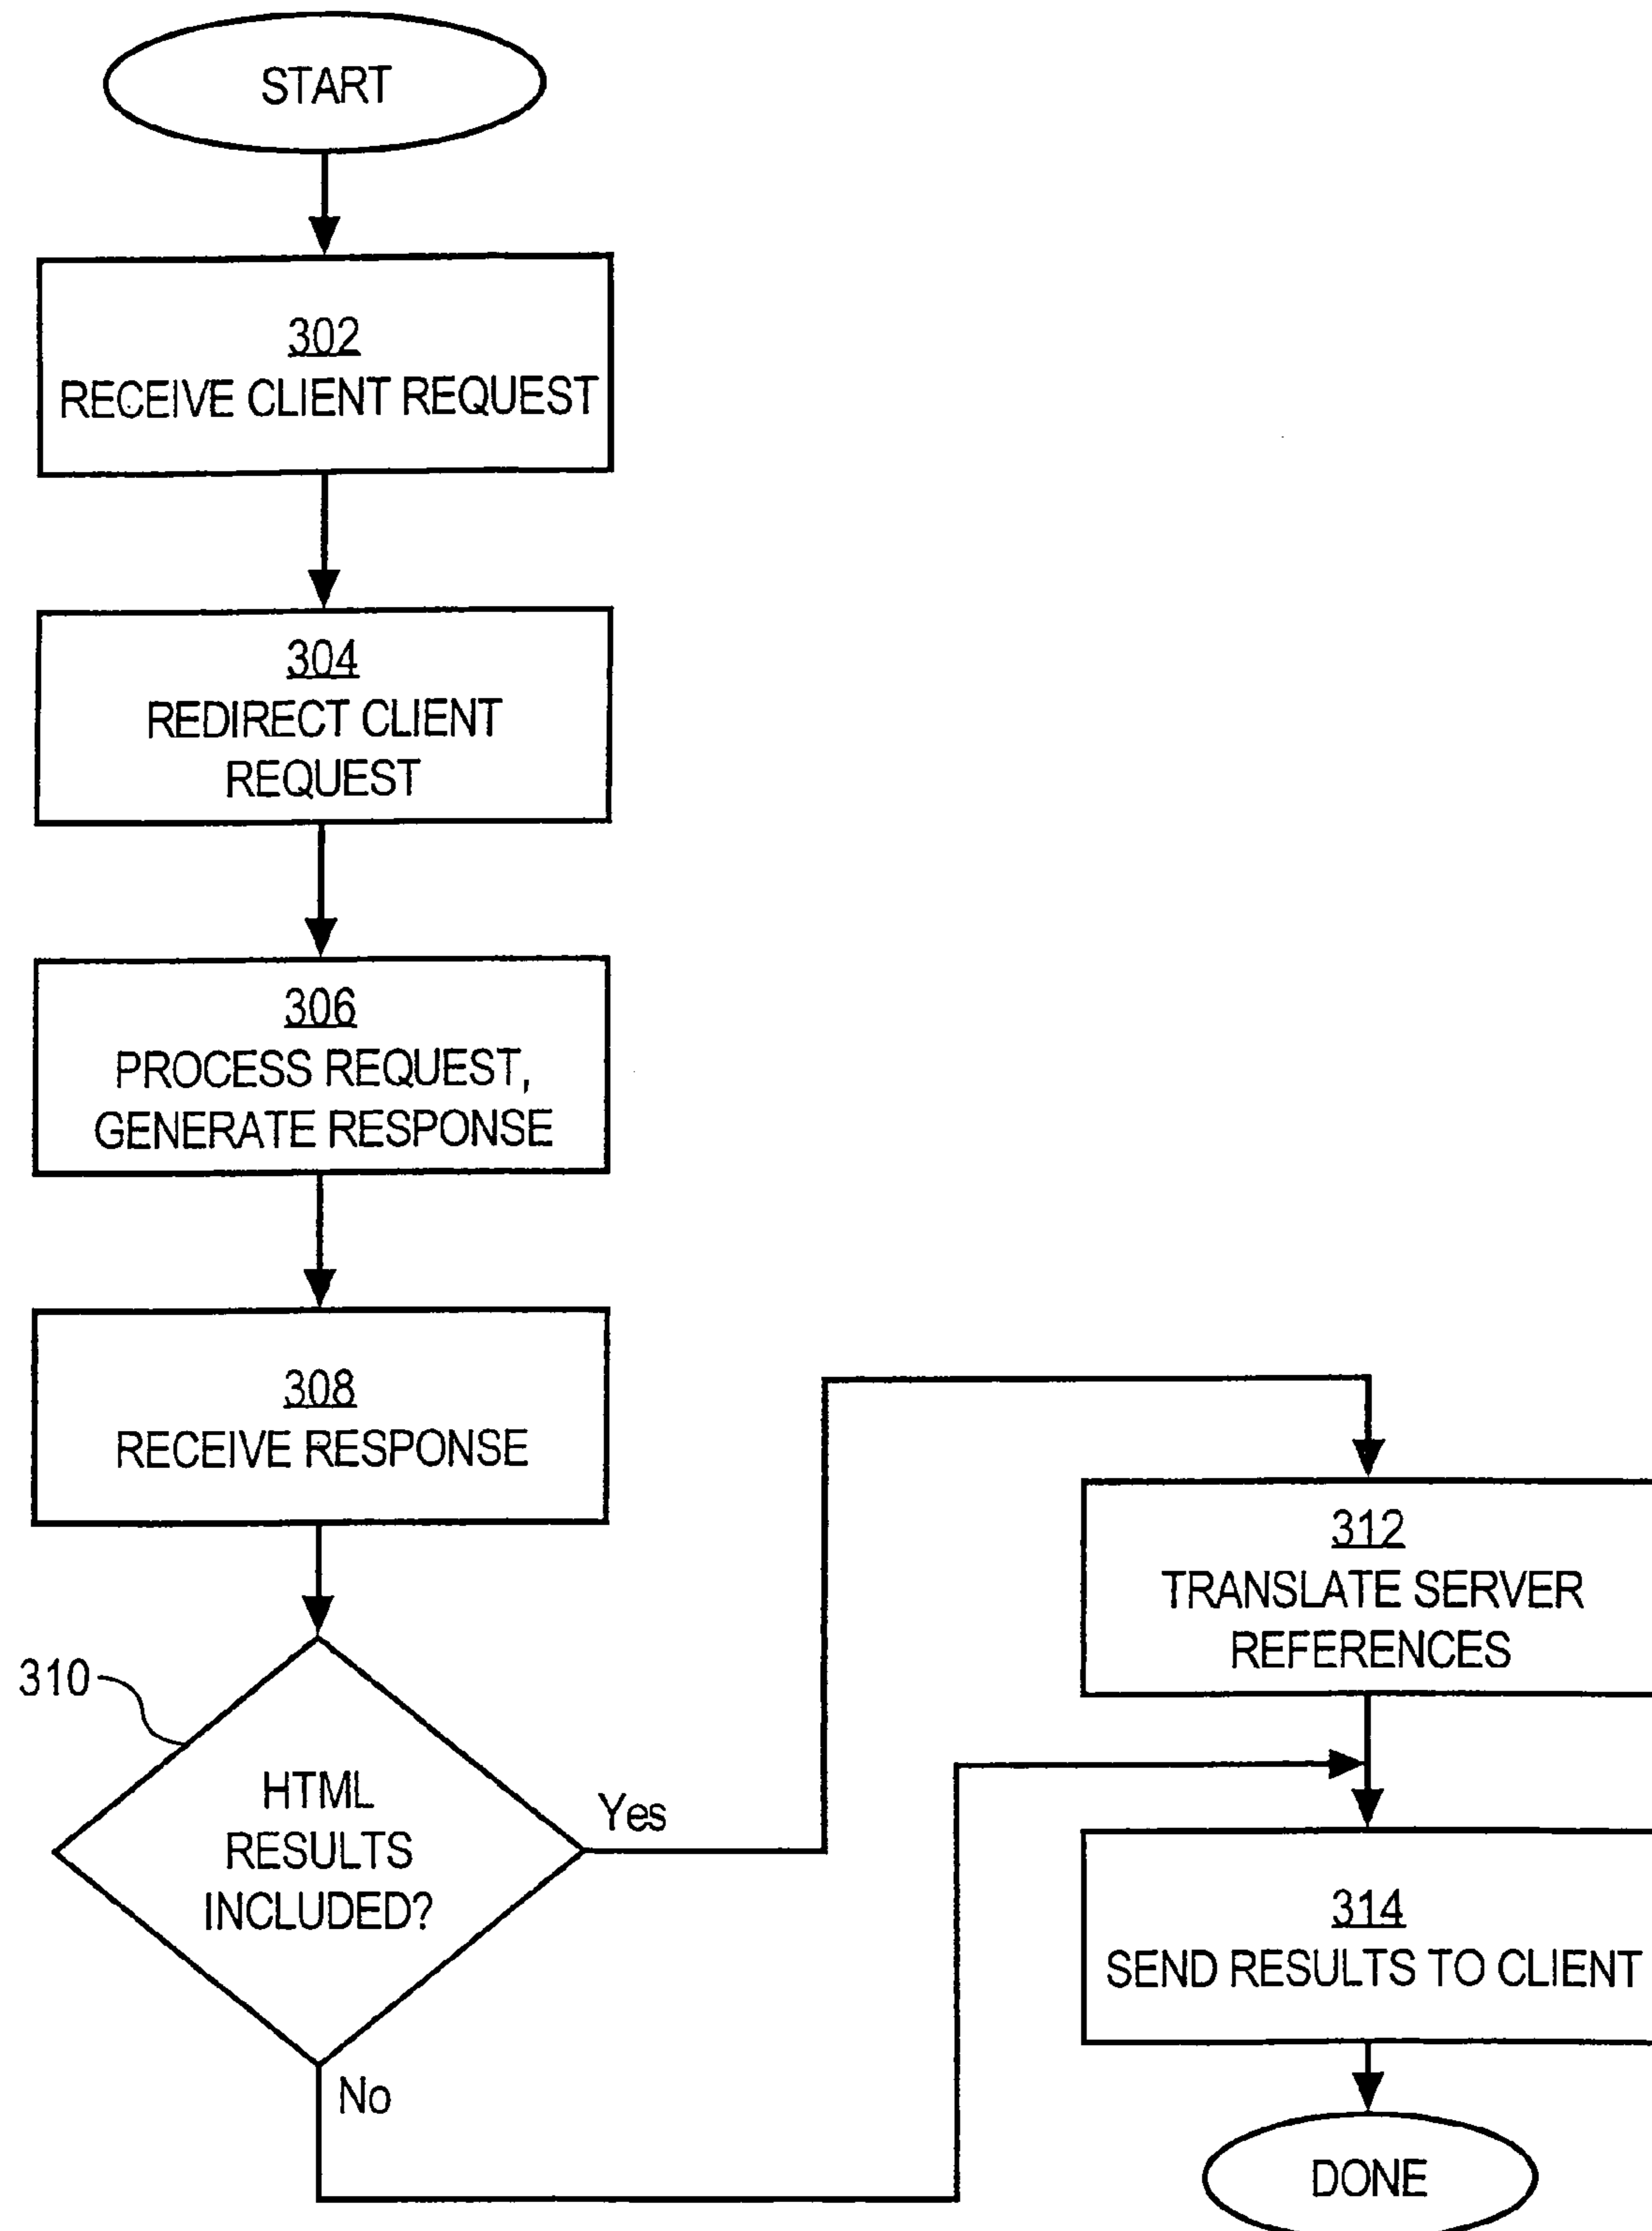 START
302
RECEIVE CLIENT REQUEST
304
REDIRECT CLIENT
REQUEST
306
PROCESS REQUEST,
GENERATE RESPONSE
308
RECEIVE RESPONSE
310
HTML
RESULTS
INCLUDED?
Yes
No
312
TRANSLATE SERVER
REFERENCES
314
SEND RESULTS TO CLIENT
DONE